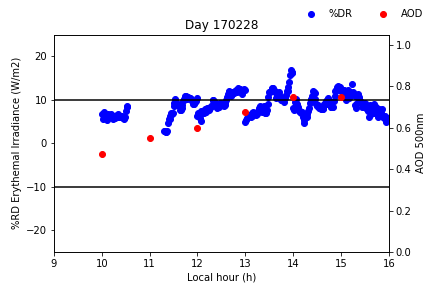 %DR AOD
Day 170228
%RD Erythemal Irradiance (W/m2)
20
10
0
−10
−20
1.0
0.8
0.6
0.4
0.2
0.0
AOD 500nm
9 10 11 12 13 14 15 16
Local hour (h)